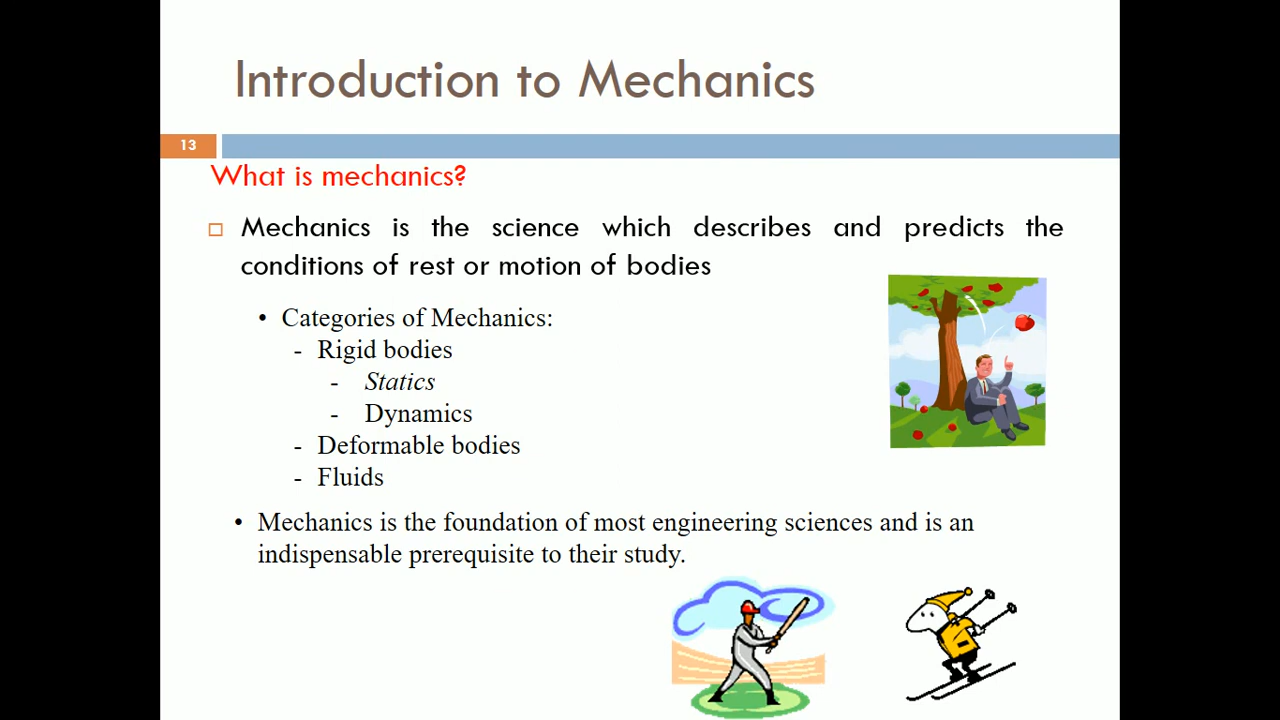 Introduction to Mechanics
13
What is mechanics?
Mechanics is the science which describes and predicts the
conditions of rest or motion of bodies
• Categories of Mechanics:
- Rigid bodies
- Statics
- Dynamics
- Deformable bodies
- Fluids
• Mechanics is the foundation of most engineering sciences and is an
indispensable prerequisite to their study.